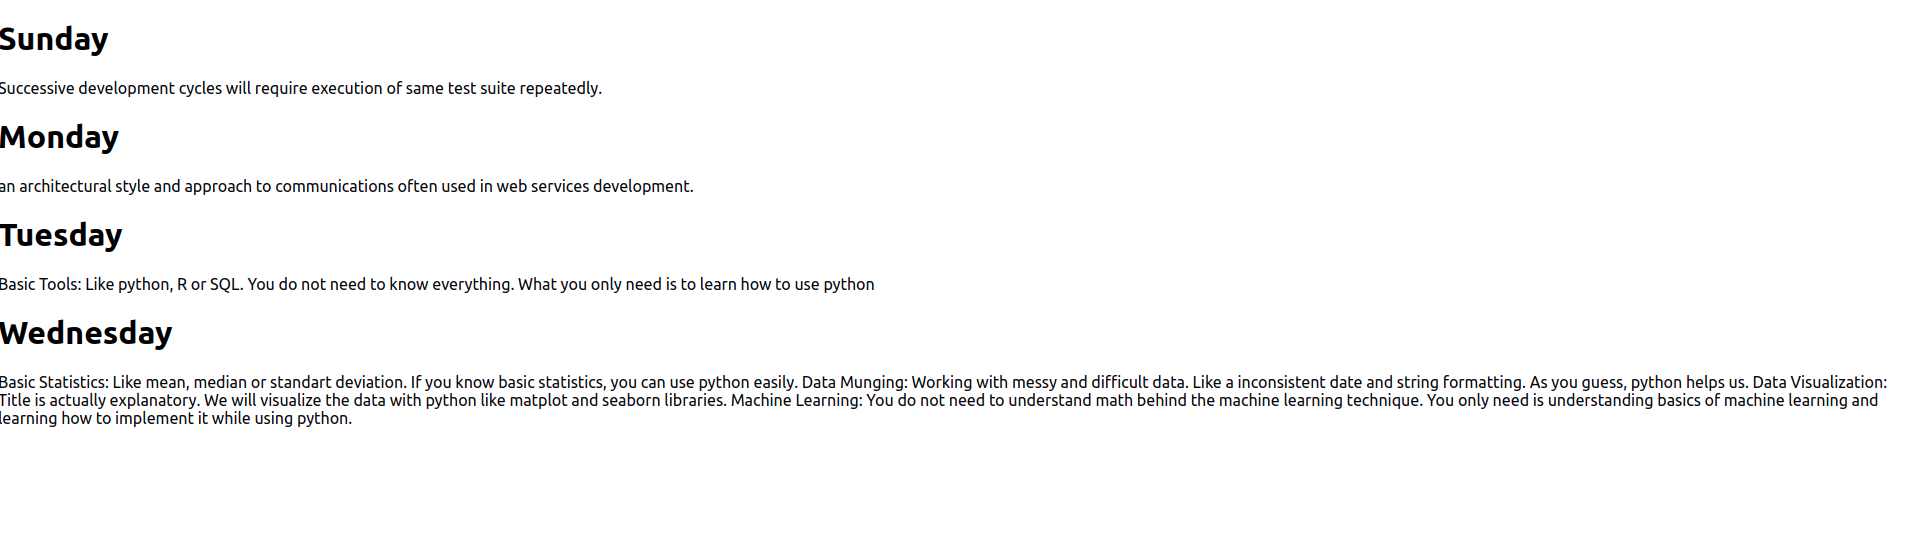 Sunday
Successive development cycles will require execution of same test suite repeatedly.
Monday
an architectural style and approach to communications often used in web services development.
Tuesday
Basic Tools: Like python, R or SQL. You do not need to know everything. What you only need is to learn how to use python
Wednesday
Basic Statistics: Like mean, median or standart deviation. If you know basic statistics, you can use python easily. Data Munging: Working with messy and difficult data. Like a inconsistent date and string formatting. As you guess, python helps us. Data Visualization:
Title is actually explanatory. We will visualize the data with python like matplot and seaborn libraries. Machine Learning: You do not need to understand math behind the machine learning technique. You only need is understanding basics of machine learning and
learning how to implement it while using python.